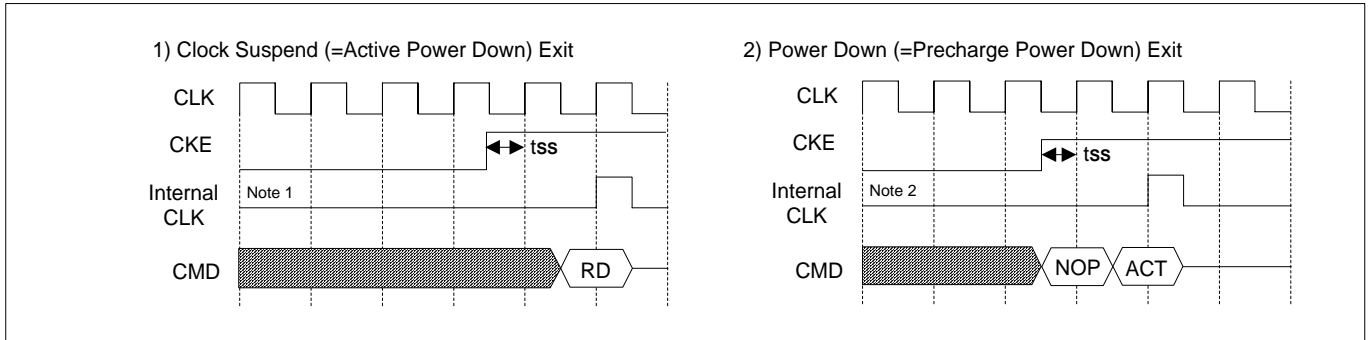 1) Clock Suspend (=Active Power Down) Exit
CLK
CKE
tss
Internal
CLK
Note 1
CMD
RD
2) Power Down (=Precharge Power Down) Exit
CLK
CKE
tss
Internal
CLK
Note 2
CMD
NOP
ACT